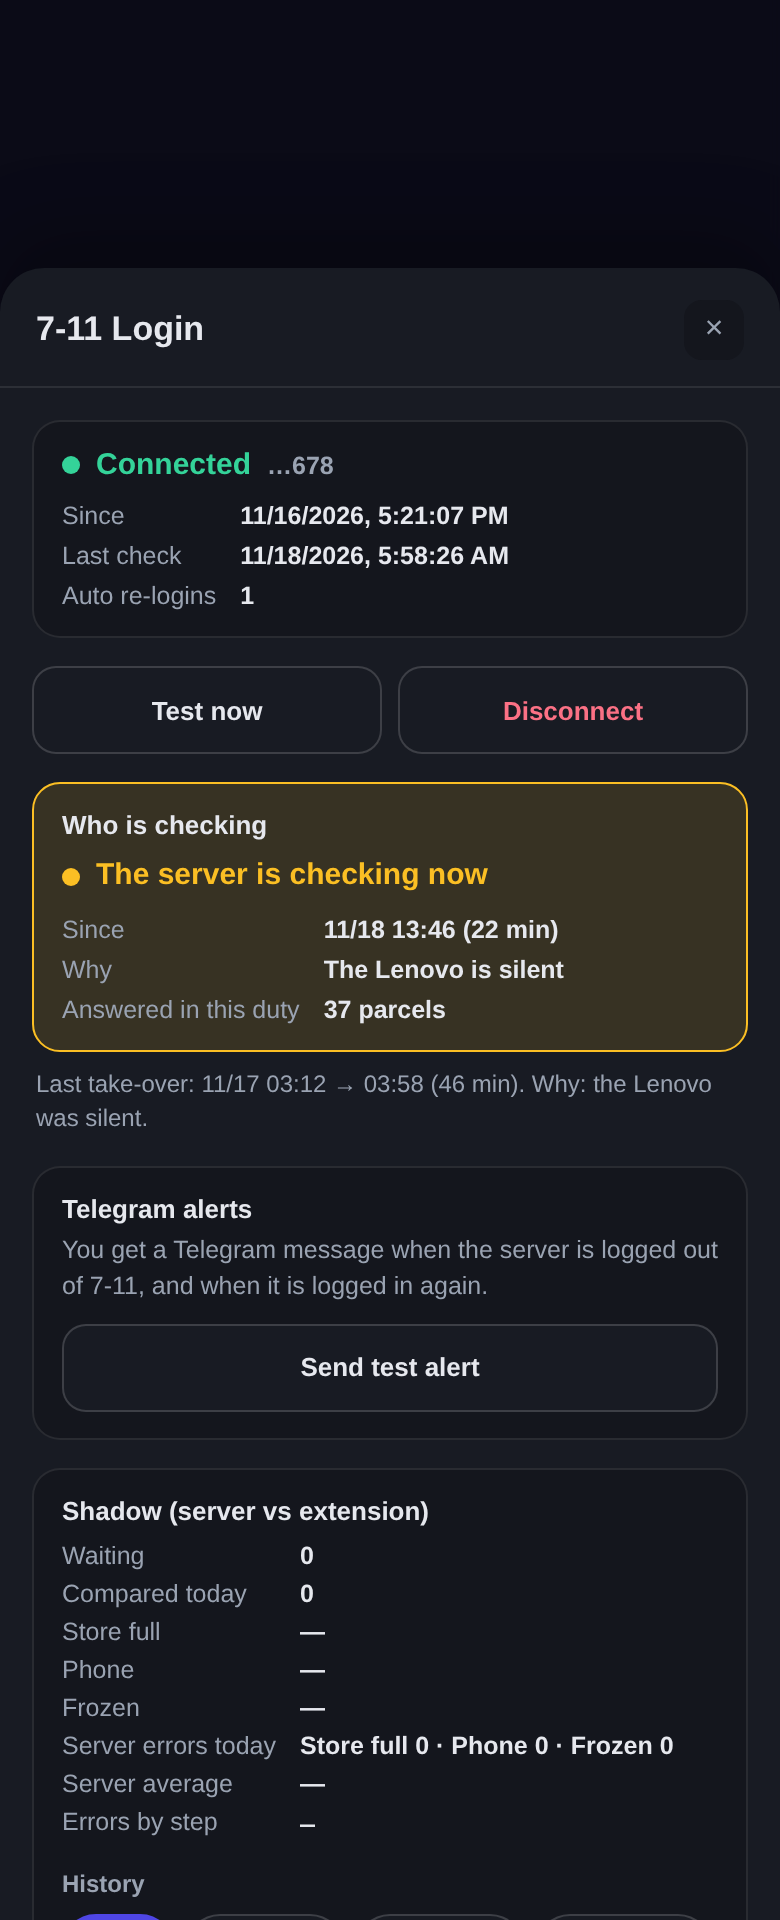 7-11 Login
×
Connected …678
Since 11/16/2026, 5:21:07 PM
Last check 11/18/2026, 5:58:26 AM
Auto re-logins 1
Test now Disconnect
Who is checking
The server is checking now
Since 11/18 13:46 (22 min)
Why The Lenovo is silent
Answered in this duty 37 parcels
Last take-over: 11/17 03:12 → 03:58 (46 min). Why: the Lenovo
was silent.
Telegram alerts
You get a Telegram message when the server is logged out
of 7-11, and when it is logged in again.
Send test alert
Shadow (server vs extension)
Waiting 0
Compared today 0
Store full —
Phone —
Frozen —
Server errors today Store full 0 · Phone 0 · Frozen 0
Server average —
Errors by step –
History